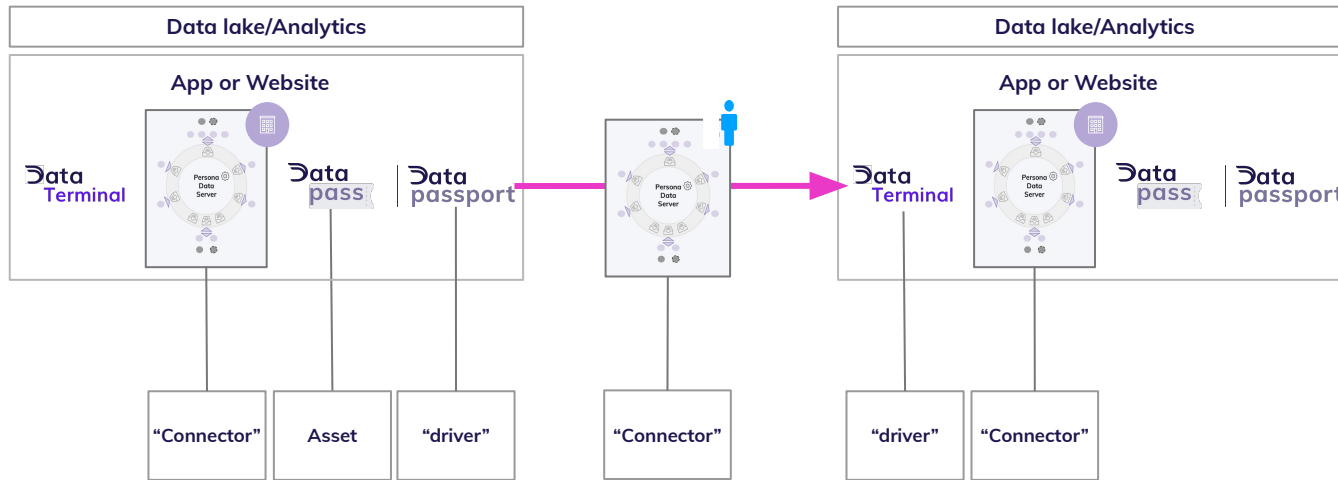 Data lake/Analytics
Data lake/Analytics
App or Website
App or Website
Data
Terminal
Persona
Data
Server
Data
pass
Data
passport
Persona
Data
Server
Data
Terminal
Persona
Data
Server
Data
pass
Data
passport
“Connector”
Asset
“driver”
“Connector”
“driver”
“Connector”